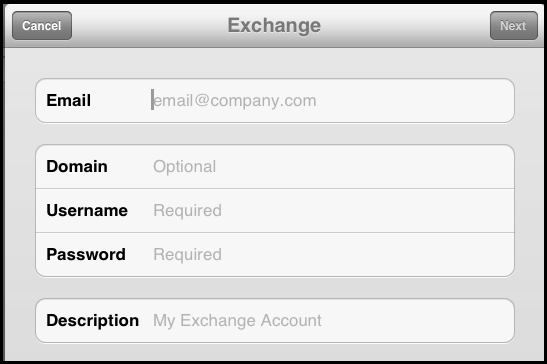 Cancel Exchange Next
Email email@company.com
Domain Optional
Username Required
Password Required
Description My Exchange Account